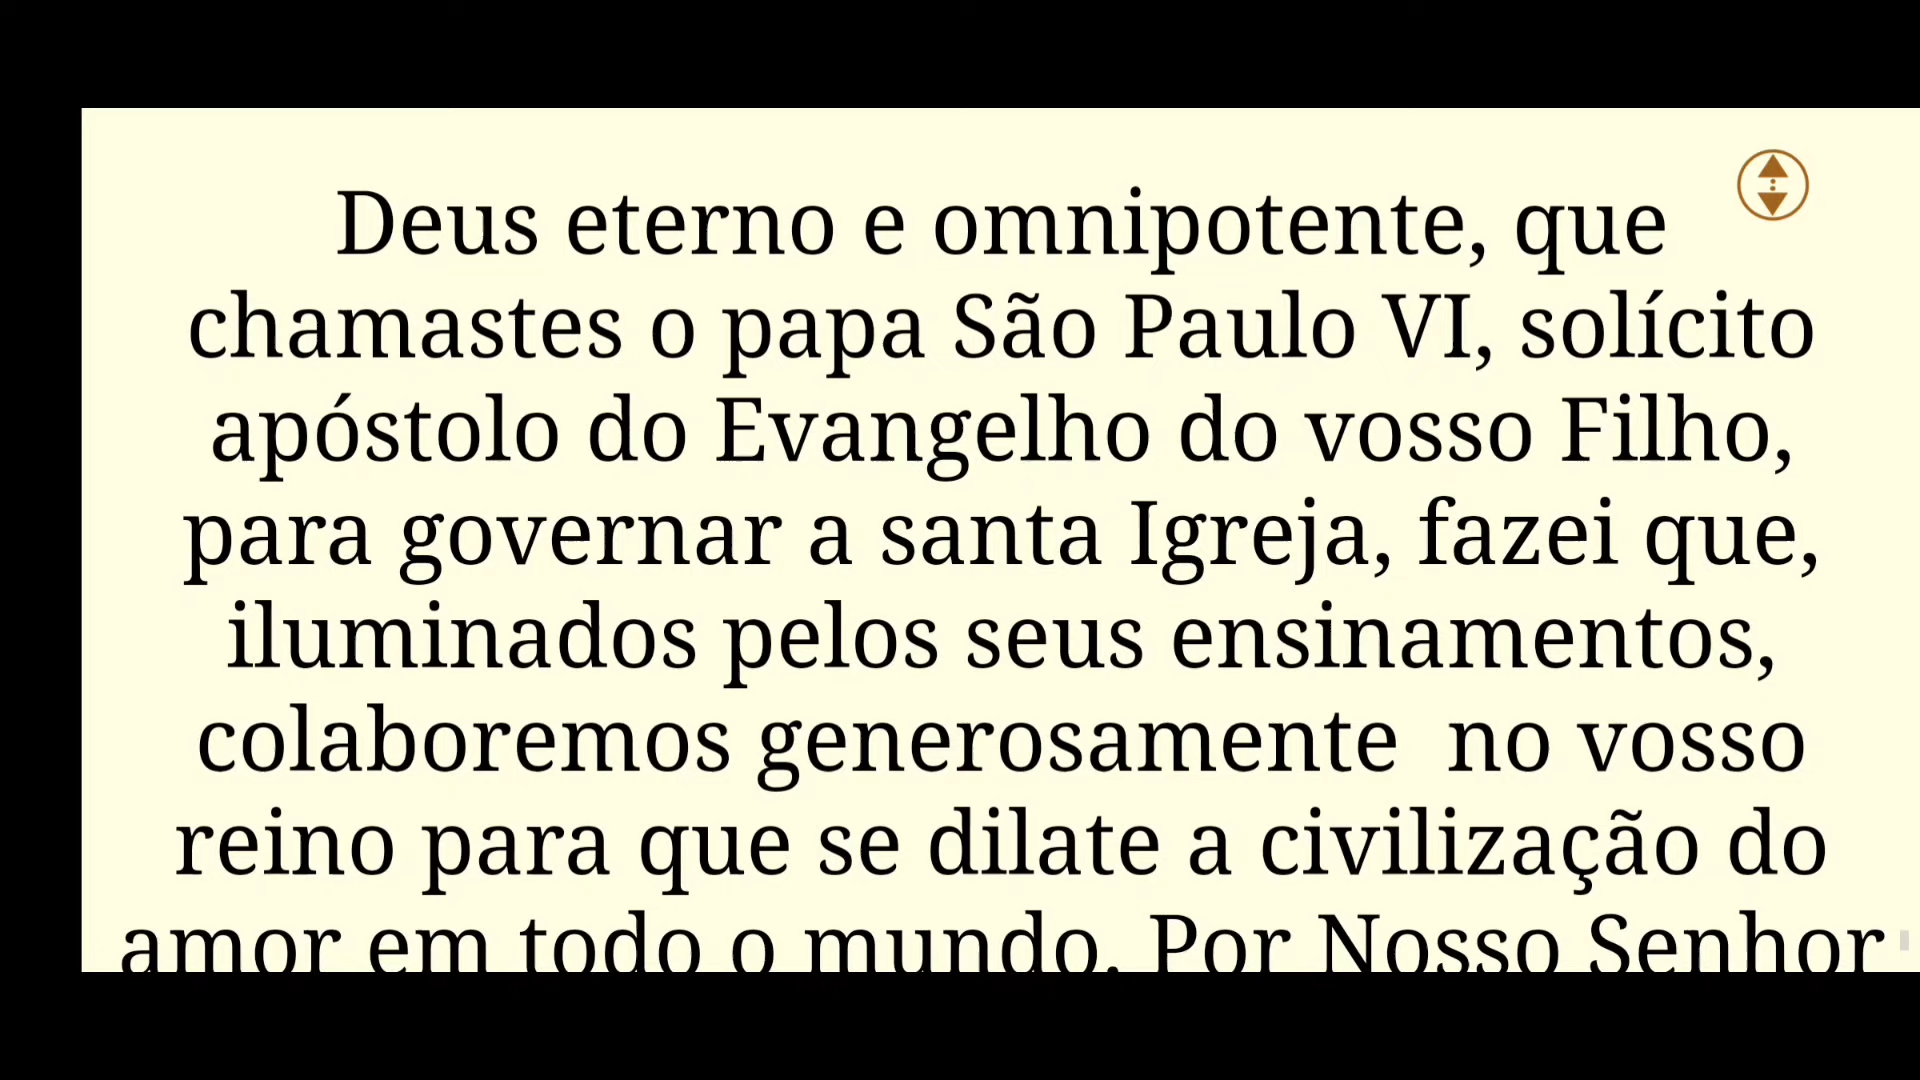 Deus eterno e omnipotente, que
chamastes o papa São Paulo VI, solícito
apóstolo do Evangelho do vosso Filho,
para governar a santa Igreja, fazei que,
iluminados pelos seus ensinamentos,
colaboremos generosamente  no vosso
reino para que se dilate a civilização do
amor em todo o mundo. Por Nosso Senhor